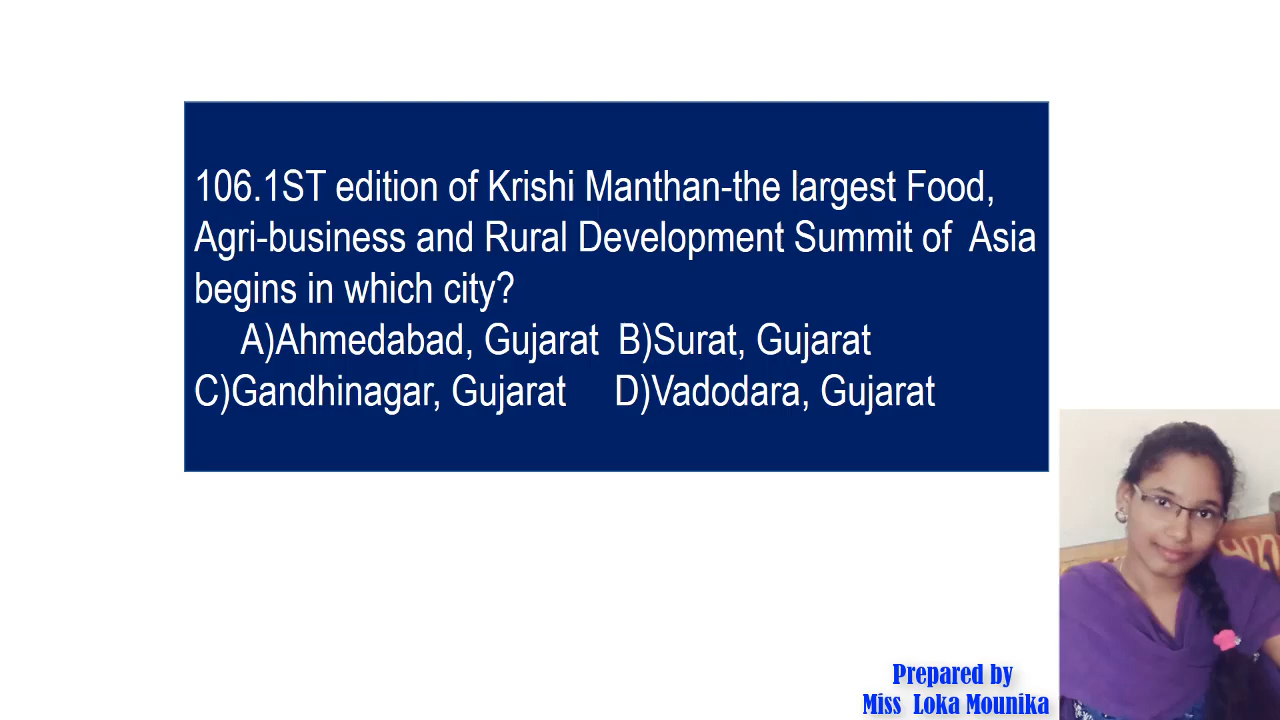 106.1ST edition of Krishi Manthan-the largest Food,
Agri-business and Rural Development Summit of Asia
begins in which city?
A)Ahmedabad, Gujarat B)Surat, Gujarat
C)Gandhinagar, Gujarat D)Vadodara, Gujarat
Prepared by
Miss Loka Mounika